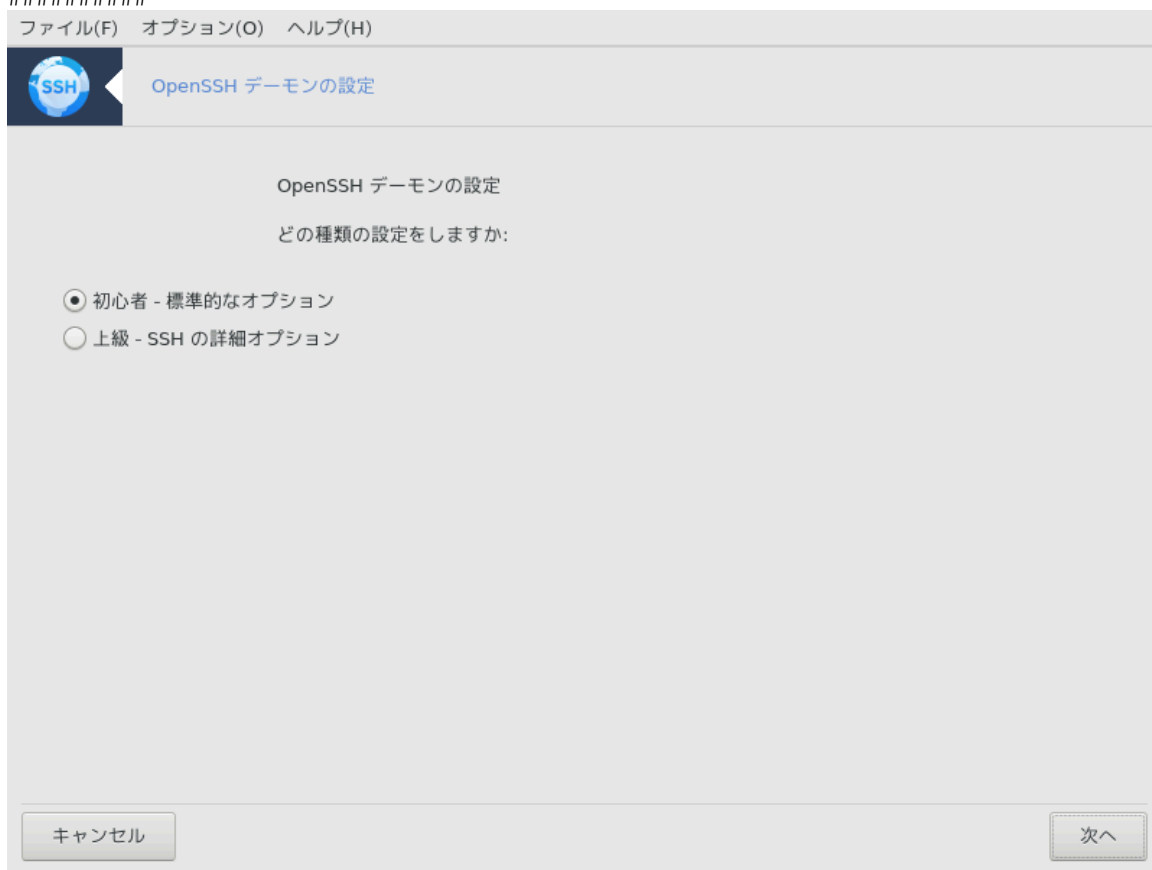 ファイル(F) オプション(O) ヘルプ(H)
SSH
OpenSSH デーモンの設定
OpenSSH デーモンの設定
どの種類の設定をしますか:
初心者 - 標準的なオプション
上級 - SSH の詳細オプション
キャンセル
次へ